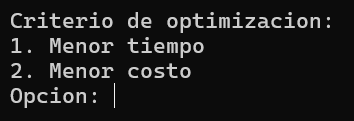 Criterio de optimizacion:
1. Menor tiempo
2. Menor costo
Opcion: